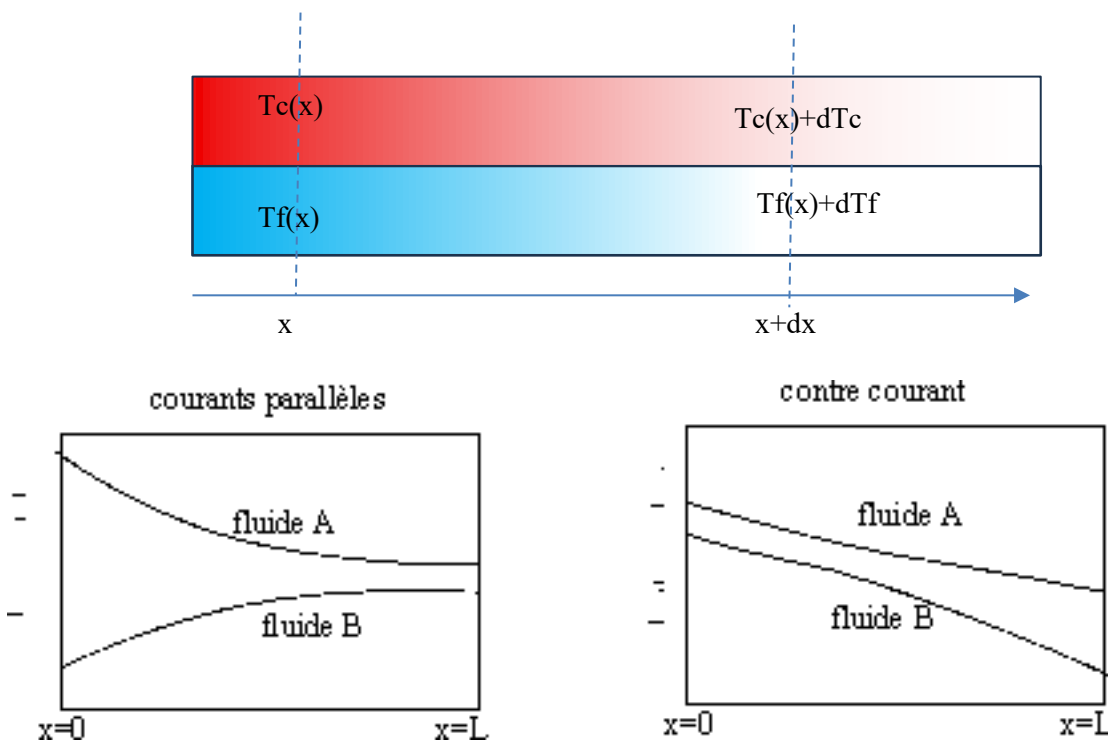 Tc(x)
Tc(x)+dTc
Tf(x)
Tf(x)+dTf
x
x+dx
courants parallèles
contre courant
fluide A
fluide B
x=0
x=L
fluide A
fluide B
x=0
x=L